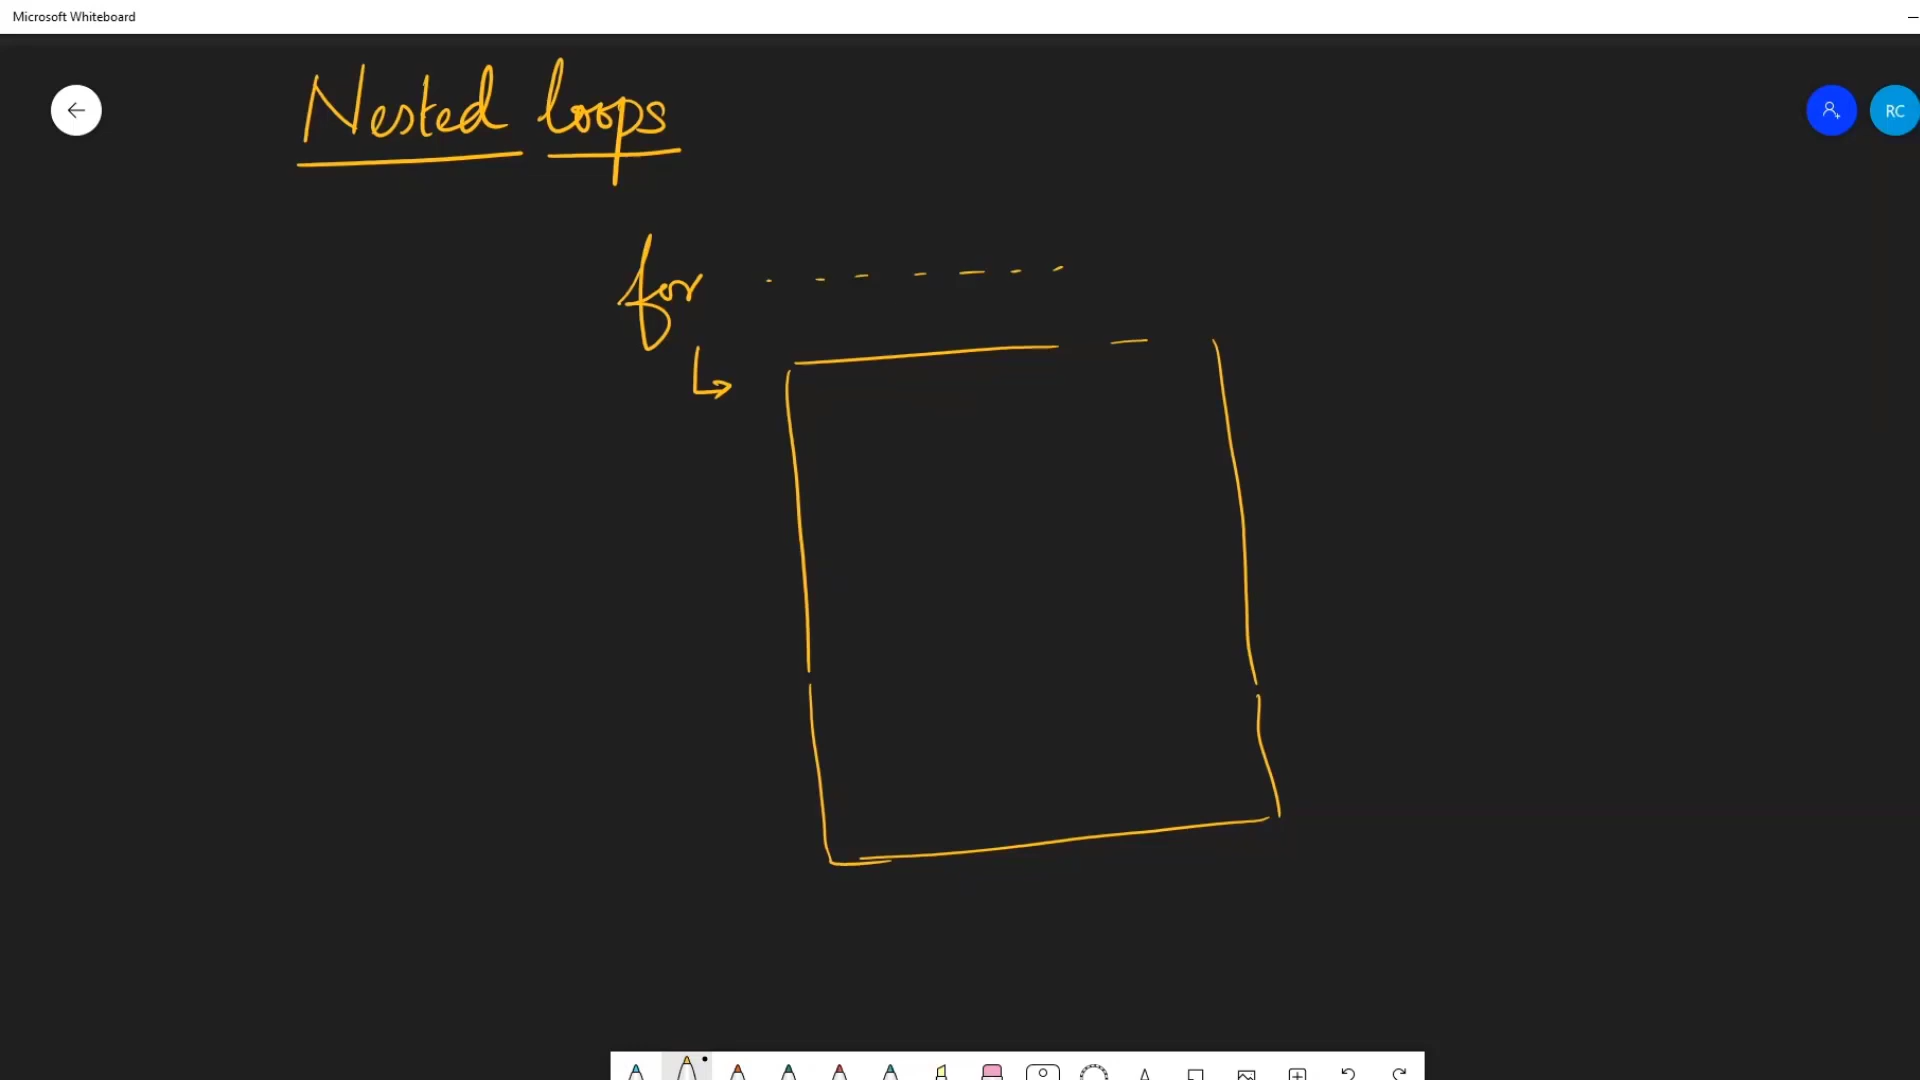 Microsoft Whiteboard
Nested loops
RC
for - - - - - - -